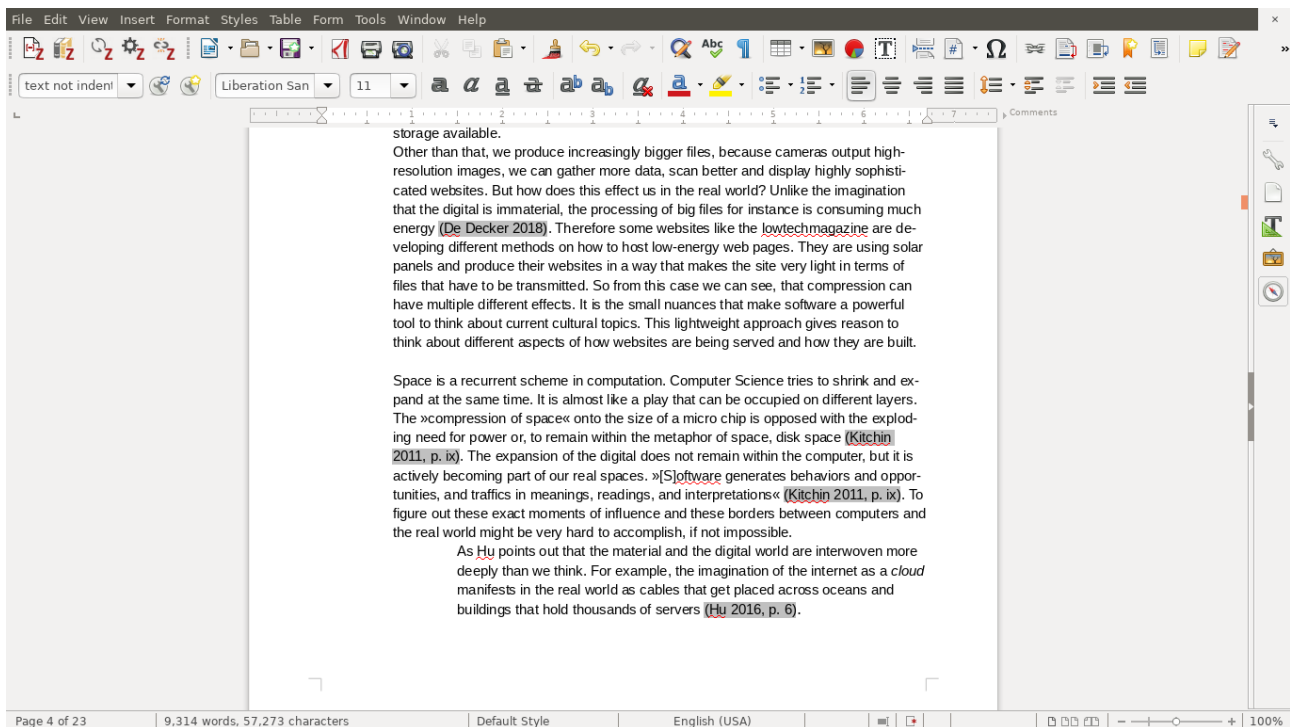 File Edit View Insert Format Styles Table Form Tools Window Help
text not indent Liberation San 11
1 2 3 4 5 6 7 Comments
storage available.
Other than that, we produce increasingly bigger files, because cameras output high-
resolution images, we can gather more data, scan better and display highly sophisti-
cated websites. But how does this effect us in the real world? Unlike the imagination
that the digital is immaterial, the processing of big files for instance is consuming much
energy (De Decker 2018). Therefore some websites like the lowtechmagazine are de-
veloping different methods on how to host low-energy web pages. They are using solar
panels and produce their websites in a way that makes the site very light in terms of
files that have to be transmitted. So from this case we can see, that compression can
have multiple different effects. It is the small nuances that make software a powerful
tool to think about current cultural topics. This lightweight approach gives reason to
think about different aspects of how websites are being served and how they are built.
Space is a recurrent scheme in computation. Computer Science tries to shrink and ex-
pand at the same time. It is almost like a play that can be occupied on different layers.
The »compression of space« onto the size of a micro chip is opposed with the explod-
ing need for power or, to remain within the metaphor of space, disk space (Kitchin
2011, p. ix). The expansion of the digital does not remain within the computer, but it is
actively becoming part of our real spaces. »[S]oftware generates behaviors and oppor-
tunities, and traffics in meanings, readings, and interpretations« (Kitchin 2011, p. ix). To
figure out these exact moments of influence and these borders between computers and
the real world might be very hard to accomplish, if not impossible.
As Hu points out that the material and the digital world are interwoven more
deeply than we think. For example, the imagination of the internet as a cloud
manifests in the real world as cables that get placed across oceans and
buildings that hold thousands of servers (Hu 2016, p. 6).
Page 4 of 23 9,314 words, 57,273 characters Default Style English (USA) 100%